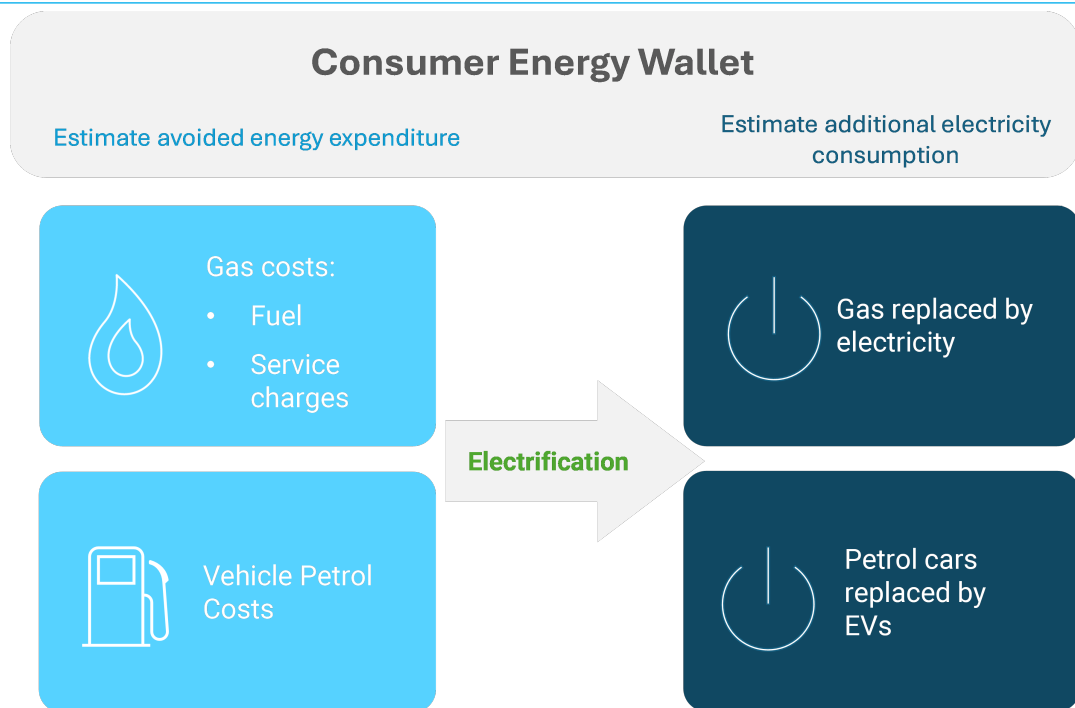 Consumer Energy Wallet
Estimate avoided energy expenditure
Estimate additional electricity
consumption
Gas costs:
• Fuel
• Service
charges
Gas replaced by
electricity
Electrification
Vehicle Petrol
Costs
Petrol cars
replaced by
EVs